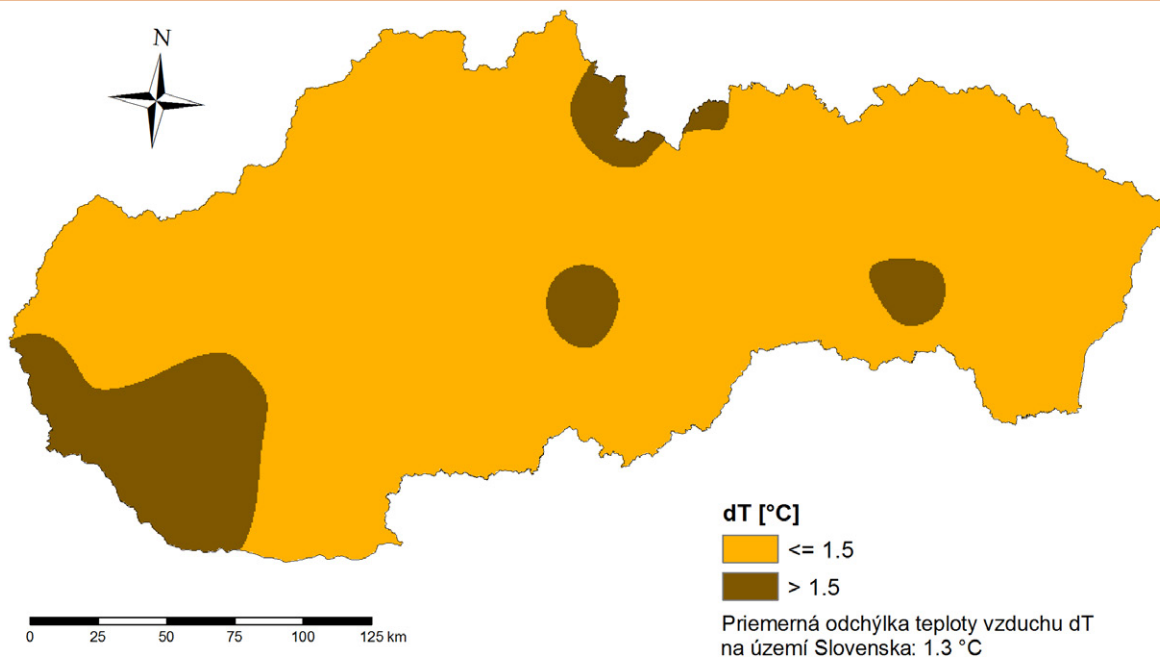 N
dT [°C]
<= 1.5
> 1.5
Priemerná odchýlka teploty vzduchu dT
na území Slovenska: 1.3 °C
0 25 50 75 100 125 km